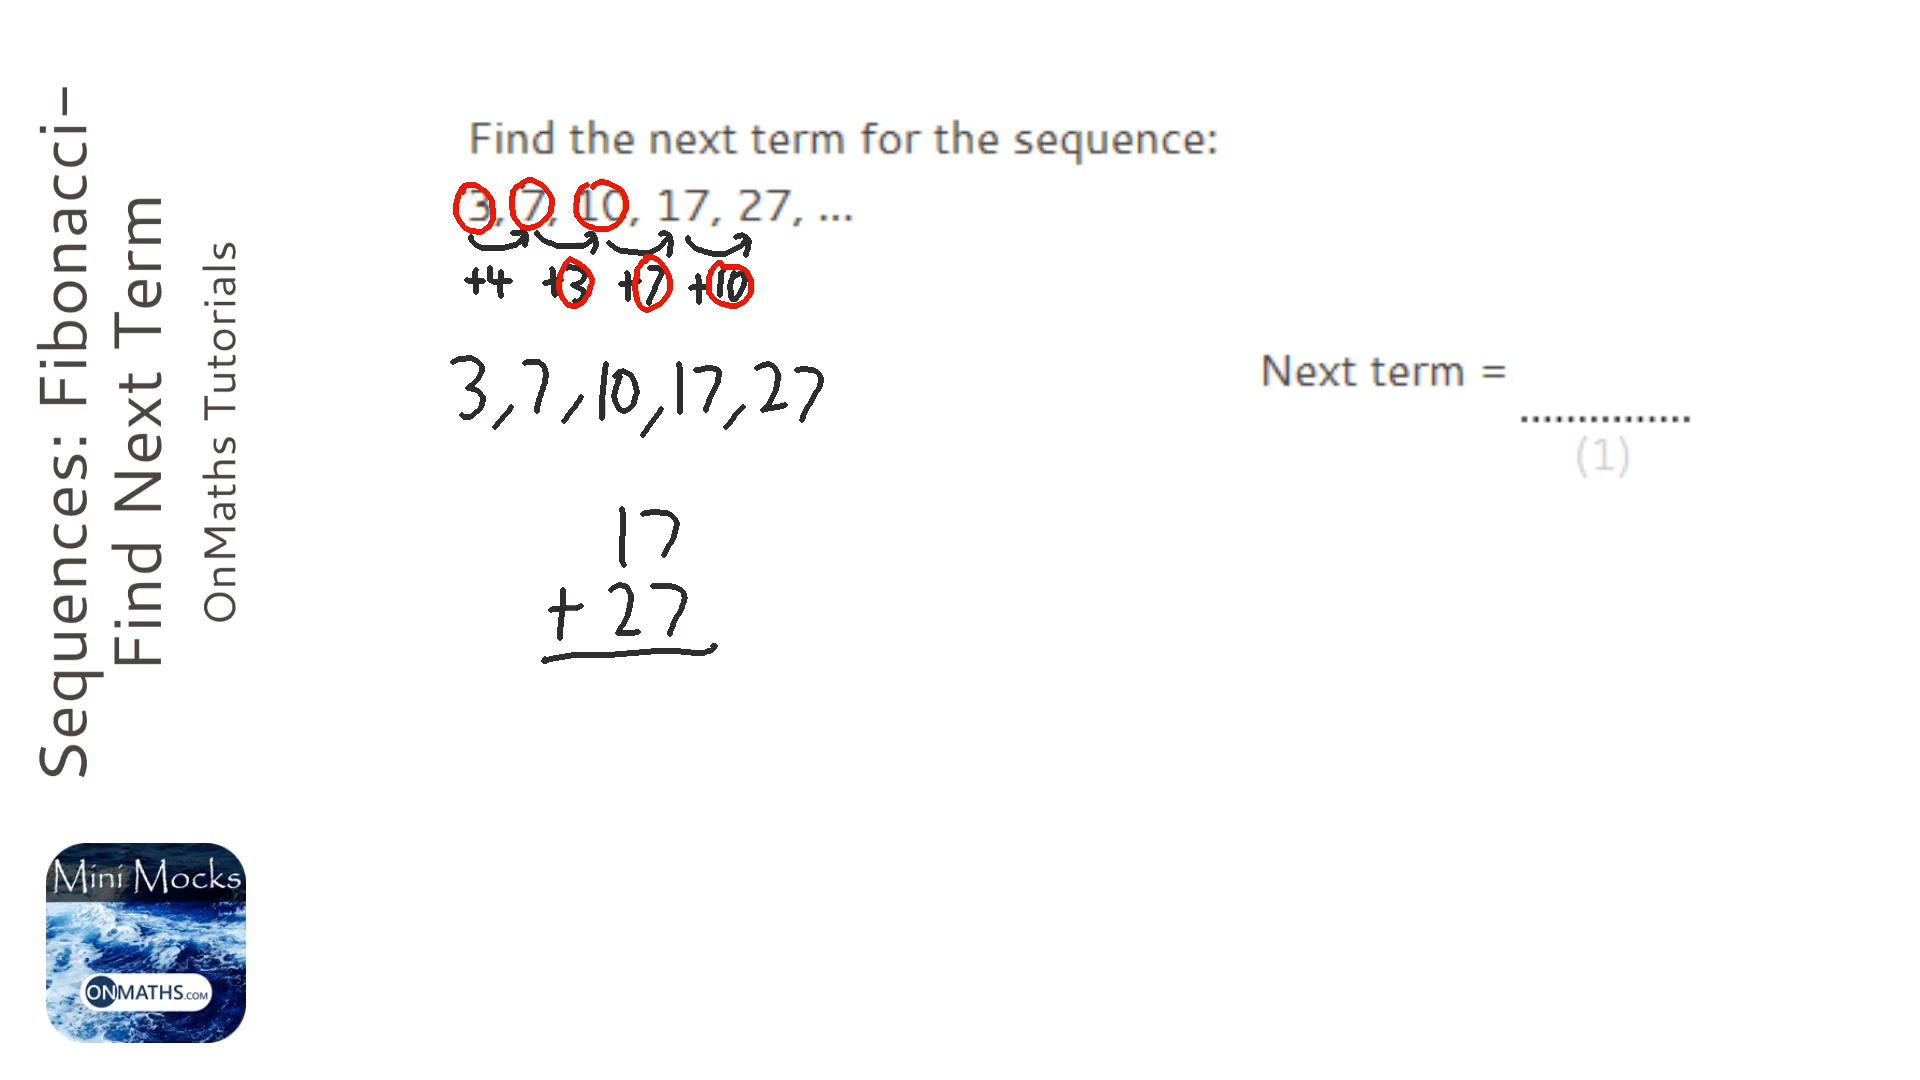 Sequences: Fibonacci-
Find Next Term
OnMaths Tutorials
Find the next term for the sequence:
3, 7, 10, 17, 27, ...
+4 +3 +7 +10
3, 7, 10, 17, 27
Next term =
...............
(1)
17
+ 27
Mini Mocks
ONMATHS.COM